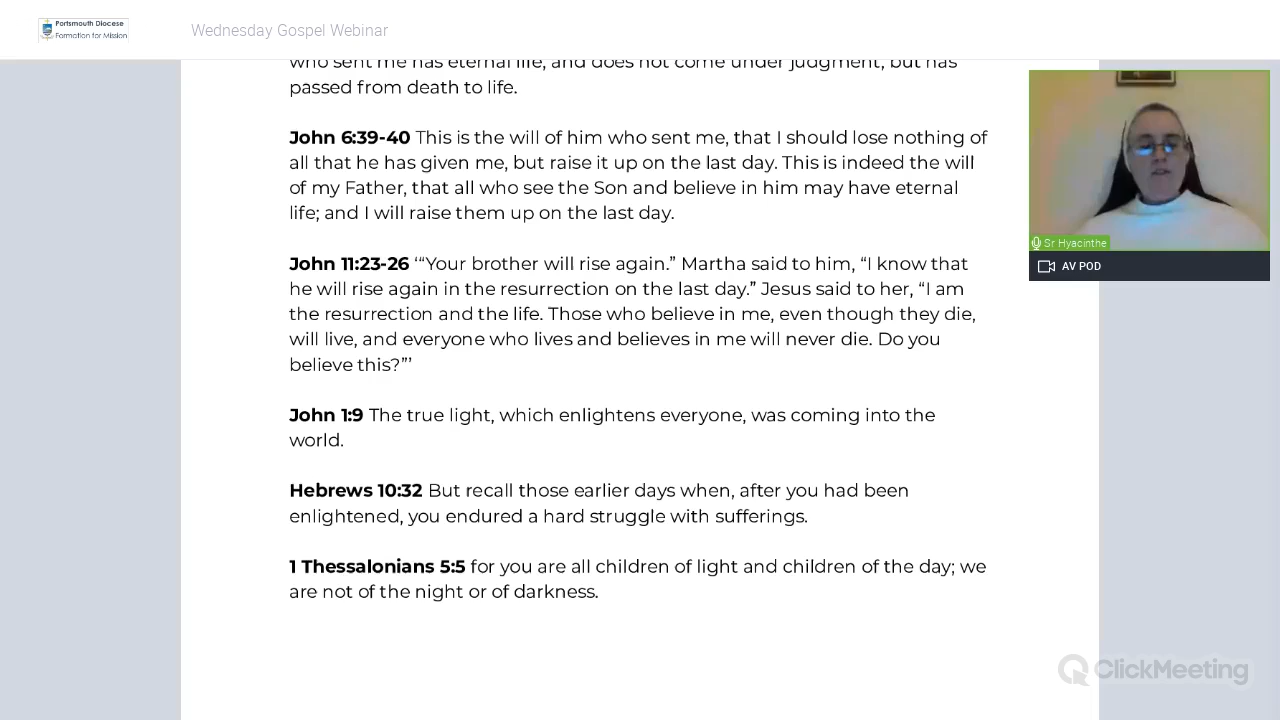 Portsmouth Diocese
Formation for Mission
Wednesday Gospel Webinar
who sent me has eternal life, and does not come under judgment, but has
passed from death to life.
John 6:39-40 This is the will of him who sent me, that I should lose nothing of
all that he has given me, but raise it up on the last day. This is indeed the will
of my Father, that all who see the Son and believe in him may have eternal
life; and I will raise them up on the last day.
John 11:23-26 ‘“Your brother will rise again.” Martha said to him, “I know that
he will rise again in the resurrection on the last day.” Jesus said to her, “I am
the resurrection and the life. Those who believe in me, even though they die,
will live, and everyone who lives and believes in me will never die. Do you
believe this?”’
John 1:9 The true light, which enlightens everyone, was coming into the
world.
Hebrews 10:32 But recall those earlier days when, after you had been
enlightened, you endured a hard struggle with sufferings.
1 Thessalonians 5:5 for you are all children of light and children of the day; we
are not of the night or of darkness.
Sr Hyacinthe
AV POD
ClickMeeting